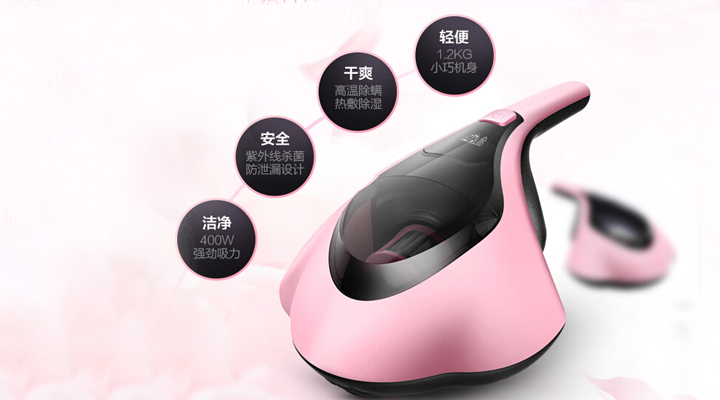 轻便
1.2KG
小巧机身
干爽
高温除螨
热敷除湿
安全
紫外线杀菌
防泄漏设计
洁净
400W
强劲吸力